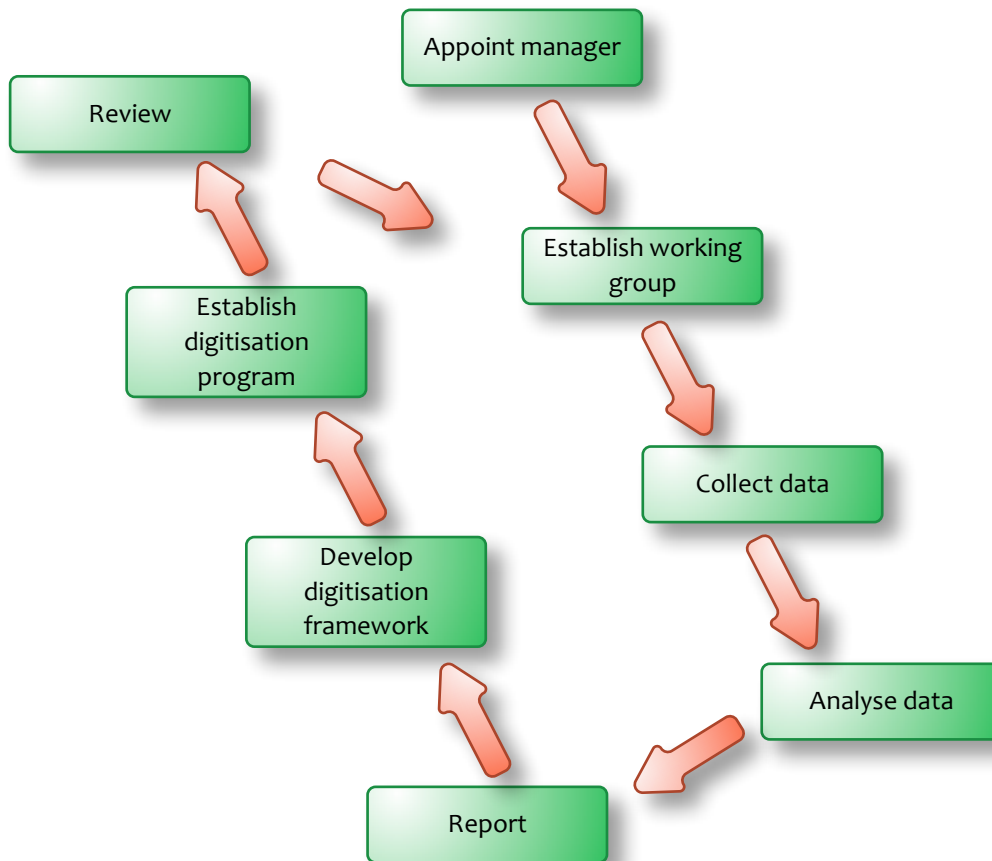 Appoint manager
Review
Establish working
group
Establish
digitisation
program
Collect data
Develop
digitisation
framework
Analyse data
Report